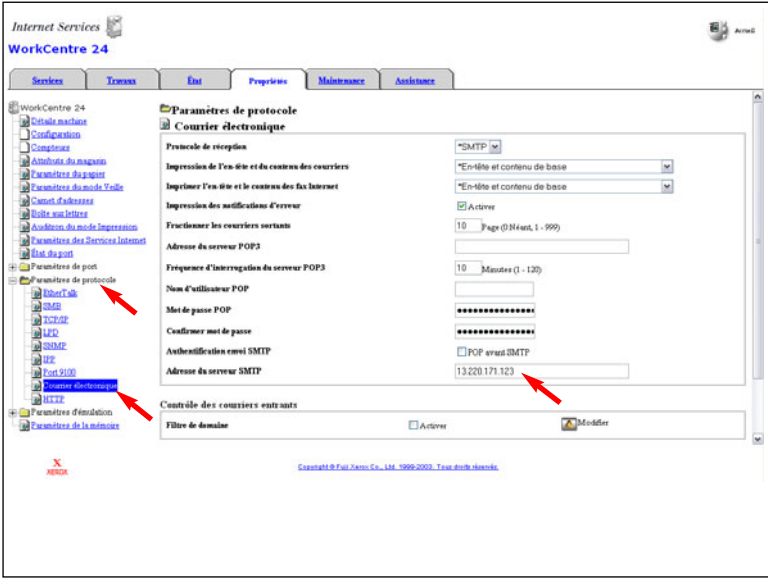 Internet Services
WorkCentre 24
Accueil
Services Travaux État Propriétés Maintenance Assistance
WorkCentre 24
Détails machine
Configuration
Compteurs
Attributs du magasin
Paramètres du papier
Paramètres du mode Veille
Carnet d'adresses
Boîte aux lettres
Auditron du mode Impression
Paramètres des Services Internet
État du port
Paramètres de port
Paramètres de protocole
EtherTalk
SMB
TCP/IP
LPD
SNMP
IPP
Port 9100
Courrier électronique
HTTP
Paramètres d'émulation
Paramètres de la mémoire
Paramètres de protocole
Courrier électronique
Protocole de réception *SMTP
Impression de l'en-tête et du contenu des courriers *En-tête et contenu de base
Imprimer l'en-tête et le contenu des fax Internet *En-tête et contenu de base
Impression des notifications d'erreur Activer
Fractionner les courriers sortants 10 Page (0:Néant, 1 - 999)
Adresse du serveur POP3
Fréquence d'interrogation du serveur POP3 10 Minutes (1 - 120)
Nom d'utilisateur POP
Mot de passe POP
Confirmer mot de passe
Authentification envoi SMTP POP avant SMTP
Adresse du serveur SMTP 13.220.171.123
Contrôle des courriers entrants
Filtre de domaine Activer Modifier
X
XEROX
Copyright © Fuji Xerox Co., Ltd. 1999-2003. Tous droits réservés.